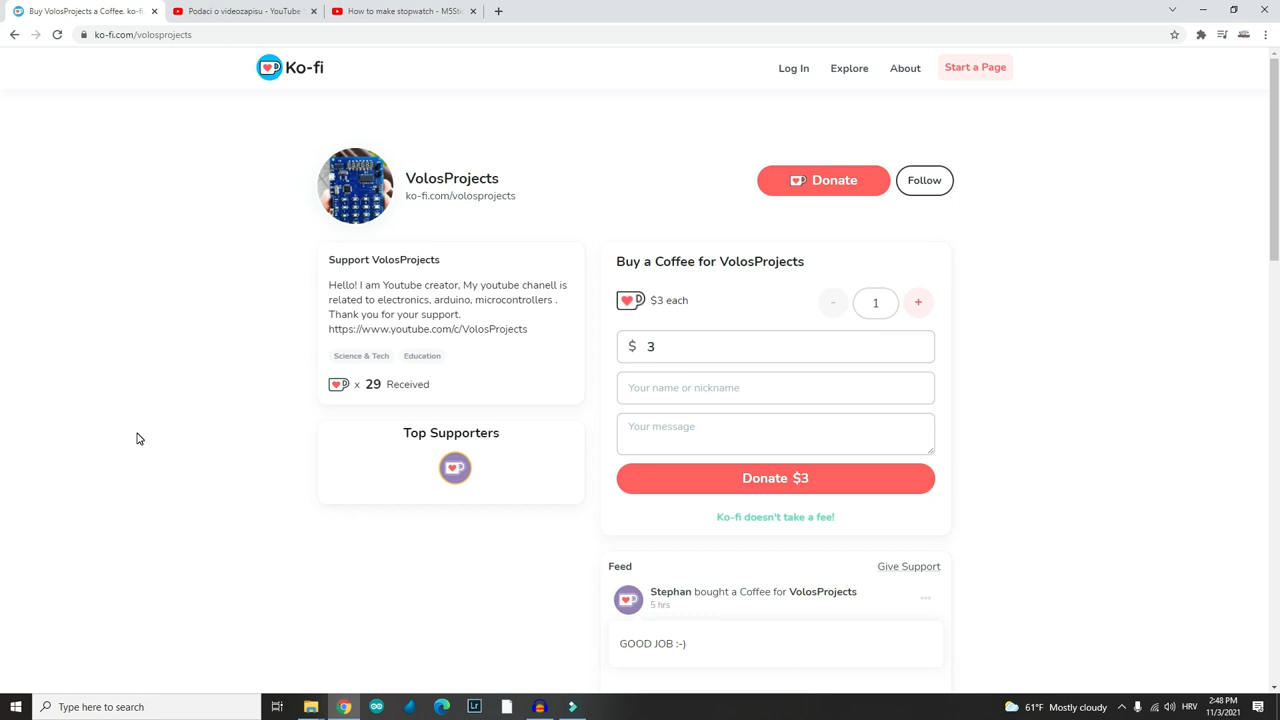 Buy VolosProjects a Coffee. ko-fi
Podaci o videozapisu - YouTube
How to make stopwatch - M5Sti
ko-fi.com/volosprojects
Ko-fi
Log In
Explore
About
Start a Page
VolosProjects
ko-fi.com/volosprojects
Donate
Follow
Support VolosProjects
Hello! I am Youtube creator, My youtube chanell is
related to electronics, arduino, microcontrollers .
Thank you for your support.
https://www.youtube.com/c/VolosProjects
Science & Tech
Education
x 29 Received
Top Supporters
Buy a Coffee for VolosProjects
$3 each
-
1
+
$ 3
Your name or nickname
Your message
Donate $3
Ko-fi doesn't take a fee!
Feed
Give Support
Stephan bought a Coffee for VolosProjects
5 hrs
GOOD JOB :-)
Type here to search
61°F Mostly cloudy
HRV
2:48 PM
11/3/2021